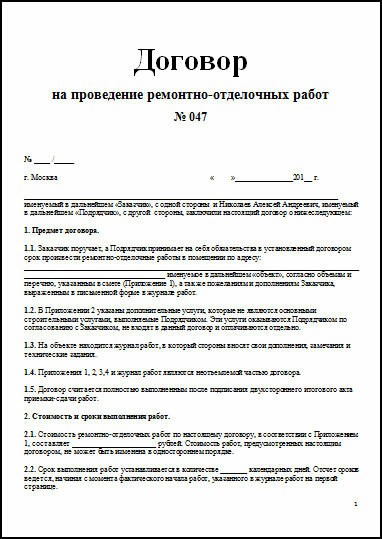 Договор
на проведение ремонтно-отделочных работ
№ 047
№ ____ /_____
г. Москва « »_______________201__ г.
именуемый в дальнейшем «Заказчик», с одной стороны и Николаев Алексей Андреевич, именуемый
в дальнейшем «Подрядчик», с другой стороны, заключили настоящий договор о нижеследующем:
1. Предмет договора.
1.1. Заказчик поручает, а Подрядчик принимает на себя обязательства в установленный договором
срок произвести ремонтно-отделочные работы в помещении по адресу:
________________________________ именуемое в дальнейшем «объект», согласно объемам и
перечню, указанным в смете (Приложение 1), а также пожеланиям и дополнениям Заказчика,
выраженным в письменной форме в журнале работ.
1.2. В Приложении 2 указаны дополнительные услуги, которые не являются основными
строительными услугами, выполняемые Подрядчиком. Эти услуги оказываются Подрядчиком по
согласованию с Заказчиком, не входят в данный договор и оплачиваются отдельно.
1.3. На объекте находится журнал работ, в который стороны вносят свои дополнения, замечания и
технические задания.
1.4. Приложения 1, 2, 3,4 и журнал работ являются неотъемлемой частью договора.
1.5. Договор считается полностью выполненным после подписания двухстороннего итогового акта
приемки-сдачи работ.
2. Стоимость и сроки выполнения работ.
2.1. Стоимость ремонтно-отделочных работ по настоящему договору, в соответствии с Приложением
1, составляет ____________________ рублей. Стоимость работ, предусмотренных настоящим
договором, не может быть изменена в одностороннем порядке.
2.2. Срок выполнения работ устанавливается в количестве ______ календарных дней. Отсчет сроков
ведется, начиная с момента фактического начала работ, указанного в журнале работ на первой
странице.
1